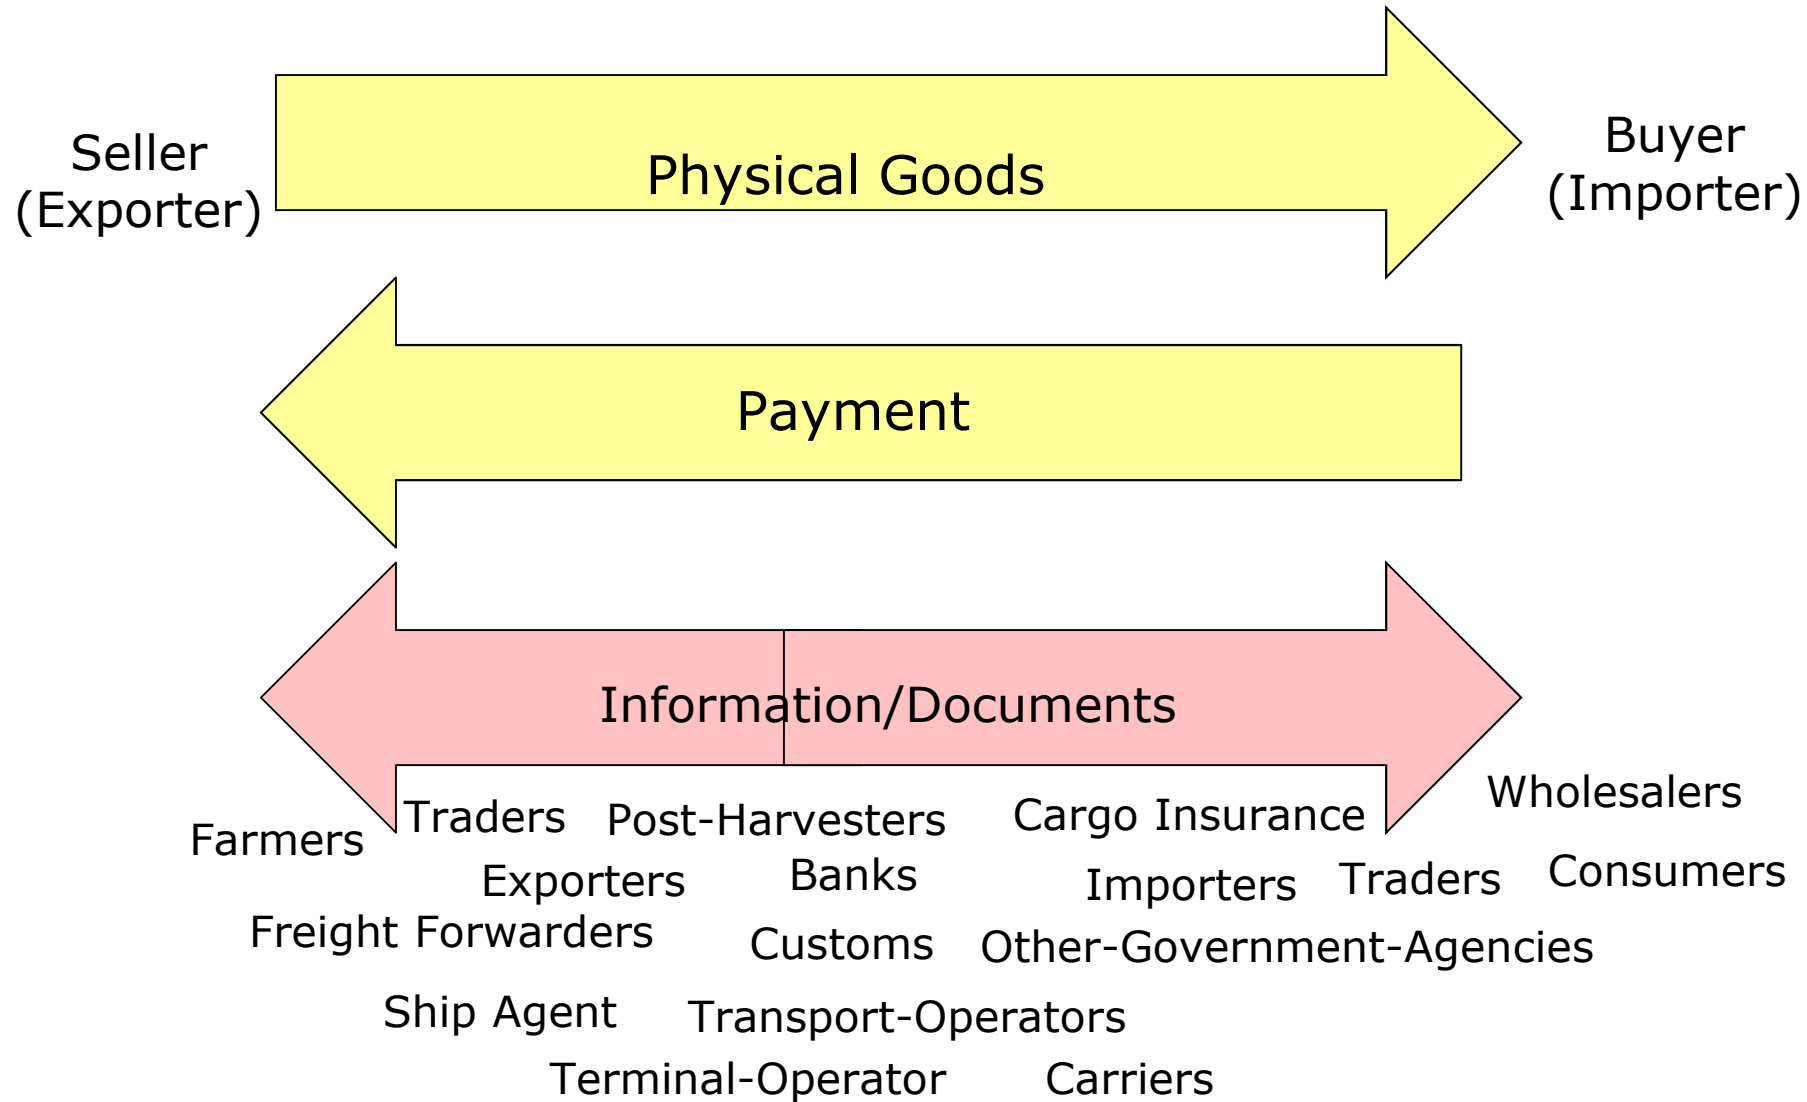 Seller
(Exporter)
Physical Goods
Buyer
(Importer)
Payment
Information/Documents
Farmers
Traders
Post-Harvesters
Cargo Insurance
Wholesalers
Exporters
Banks
Importers
Traders
Consumers
Freight Forwarders
Customs
Other-Government-Agencies
Ship Agent
Transport-Operators
Terminal-Operator
Carriers